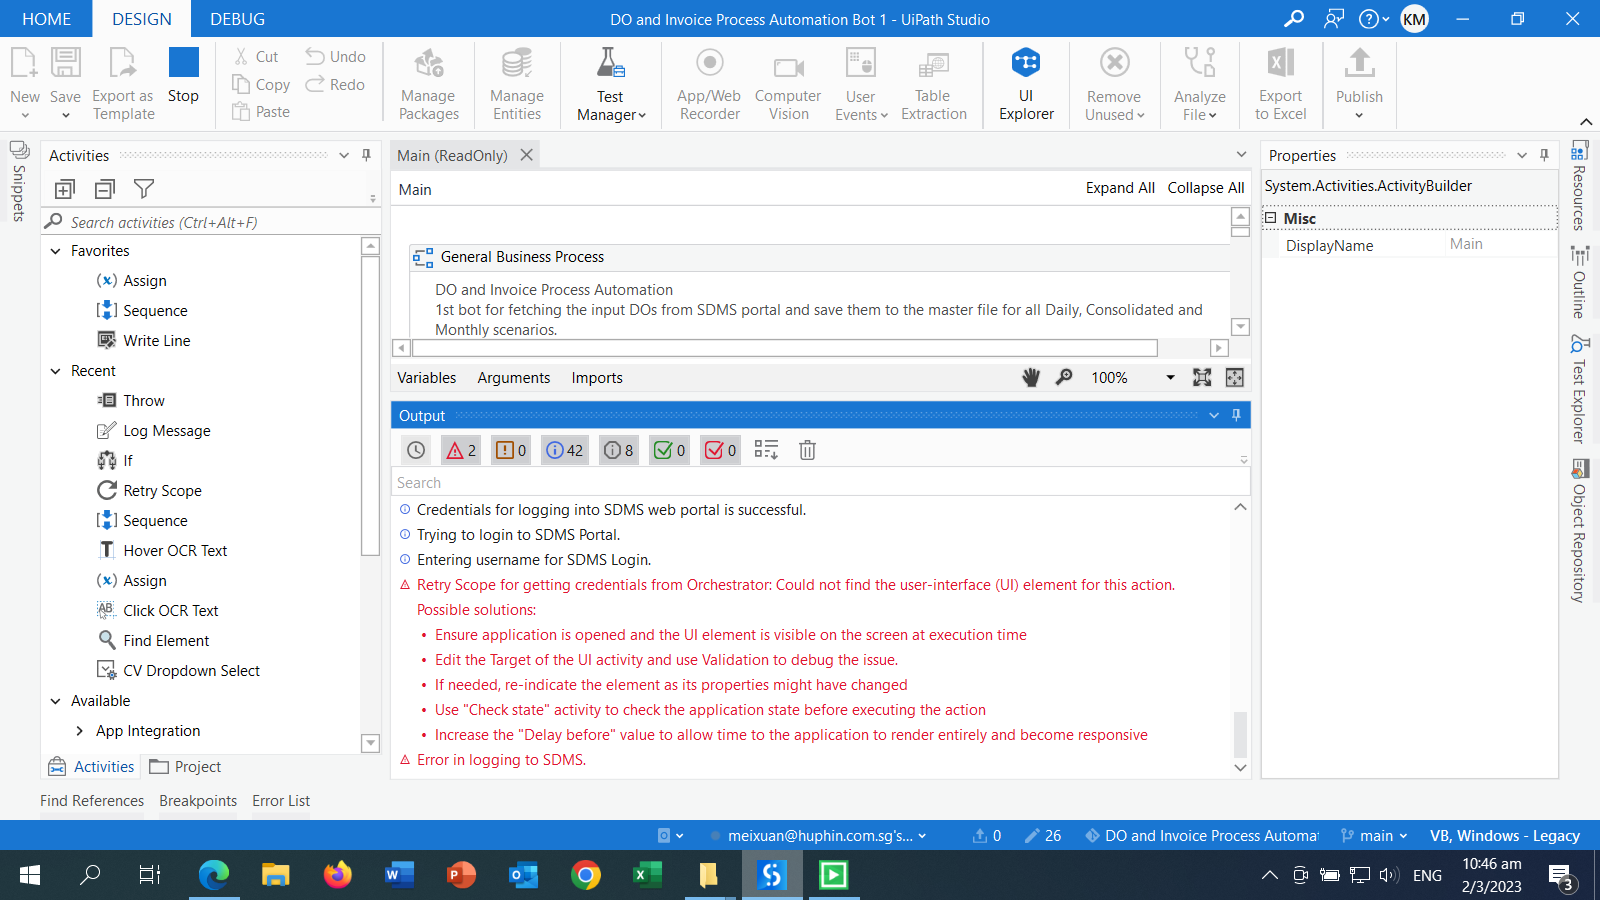 HOME
DESIGN
DEBUG
DO and Invoice Process Automation Bot 1 - UiPath Studio
KM
New
Save
Export as
Template
Stop
Cut
Copy
Paste
Undo
Redo
Manage
Packages
Manage
Entities
Test
Manager
App/Web
Recorder
Computer
Vision
User
Events
Table
Extraction
UI
Explorer
Remove
Unused
Analyze
File
Export
to Excel
Publish
Snippets
Activities
Search activities (Ctrl+Alt+F)
Favorites
Assign
Sequence
Write Line
Recent
Throw
Log Message
If
Retry Scope
Sequence
Hover OCR Text
Assign
Click OCR Text
Find Element
CV Dropdown Select
Available
App Integration
Activities
Project
Main (ReadOnly)
Main
Expand All
Collapse All
General Business Process
DO and Invoice Process Automation
1st bot for fetching the input DOs from SDMS portal and save them to the master file for all Daily, Consolidated and
Monthly scenarios.
Variables
Arguments
Imports
100%
Output
2
0
42
8
0
0
Search
Credentials for logging into SDMS web portal is successful.
Trying to login to SDMS Portal.
Entering username for SDMS Login.
Retry Scope for getting credentials from Orchestrator: Could not find the user-interface (UI) element for this action.
Possible solutions:
• Ensure application is opened and the UI element is visible on the screen at execution time
• Edit the Target of the UI activity and use Validation to debug the issue.
• If needed, re-indicate the element as its properties might have changed
• Use "Check state" activity to check the application state before executing the action
• Increase the "Delay before" value to allow time to the application to render entirely and become responsive
Error in logging to SDMS.
Properties
System.Activities.ActivityBuilder
Misc
DisplayName
Main
Resources
Outline
Test Explorer
Object Repository
Find References
Breakpoints
Error List
meixuan@huphin.com.sg's...
0
26
DO and Invoice Process Automat
main
VB, Windows - Legacy
ENG
10:46 am
2/3/2023
3